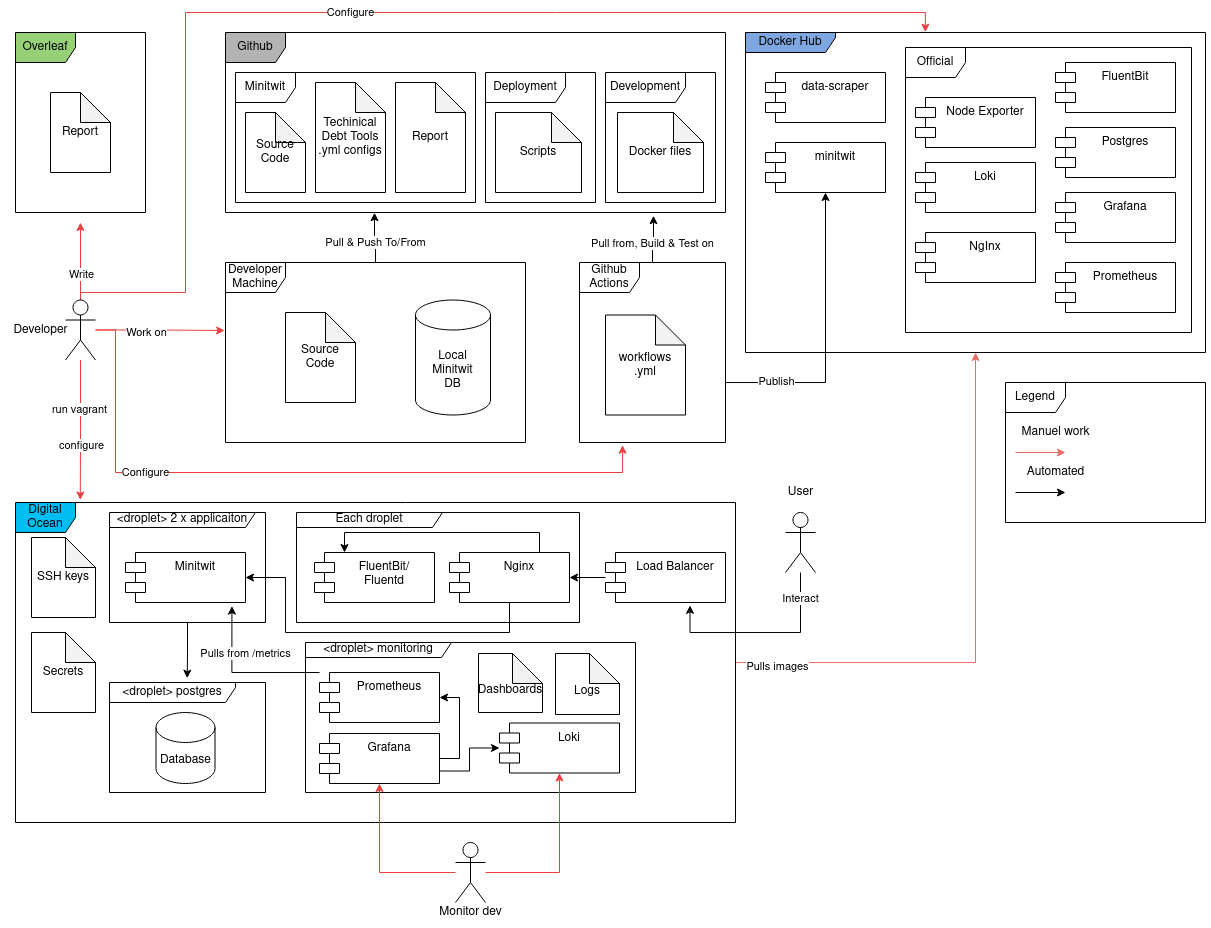 Configure
Overleaf
Report
Github
Minitwit
Source
Code
Techinical
Debt Tools
.yml configs
Report
Deployment
Scripts
Development
Docker files
Docker Hub
data-scraper
minitwit
Official
Node Exporter
Loki
NgInx
FluentBit
Postgres
Grafana
Prometheus
Pull & Push To/From
Pull from, Build & Test on
Write
Developer
Work on
run vagrant
configure
Configure
Developer
Machine
Source
Code
Local
Minitwit
DB
Github
Actions
workflows
.yml
Publish
Legend
Manuel work
Automated
User
Interact
Digital
Ocean
SSH keys
Secrets
<droplet> 2 x applicaiton
Minitwit
Each droplet
FluentBit/
Fluentd
Nginx
Load Balancer
Pulls from /metrics
Pulls images
<droplet> postgres
Database
<droplet> monitoring
Prometheus
Grafana
Dashboards
Logs
Loki
Monitor dev